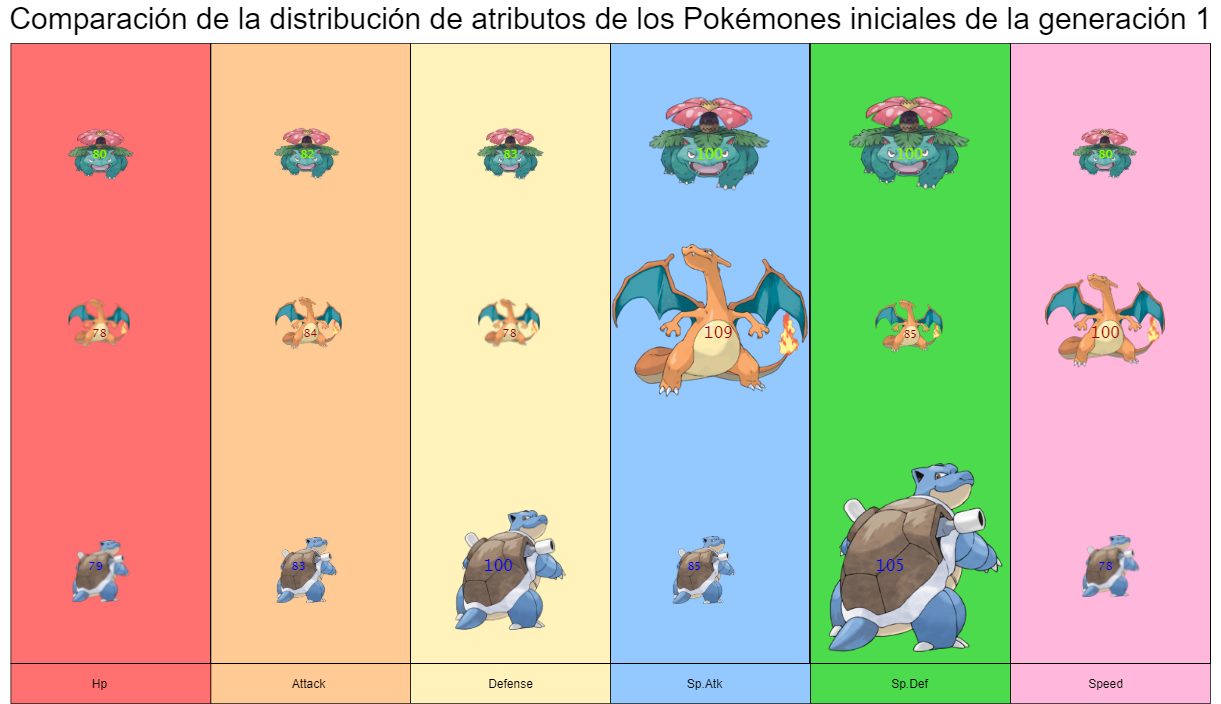 Comparación de la distribución de atributos de los Pokémones iniciales de la generación 1
80 82 83 100 100 80
78 84 78 109 85 100
79 83 100 85 105 78
Hp Attack Defense Sp.Atk Sp.Def Speed